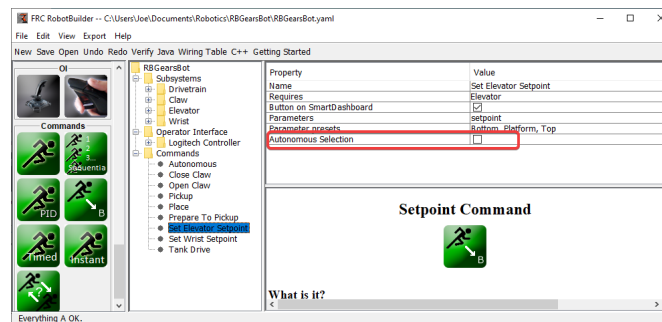 FRC RobotBuilder -- C:\Users\Joe\Documents\Robotics\RBGearsBot\RBGearsBot.yaml
File Edit View Export Help
New Save Open Undo Redo Verify Java Wiring Table C++ Getting Started
OI
Commands
1
2
3...
Sequentia
PID
B
Timed
Instant
?
RBGearsBot
Subsystems
Drivetrain
Claw
Elevator
Wrist
Operator Interface
Logitech Controller
Commands
Autonomous
Close Claw
Open Claw
Pickup
Place
Prepare To Pickup
Set Elevator Setpoint
Set Wrist Setpoint
Tank Drive
Property Value
Name Set Elevator Setpoint
Requires Elevator
Button on SmartDashboard
Parameters setpoint
Parameter presets Bottom, Platform, Top
Autonomous Selection
Setpoint Command
B
What is it?
Everything A OK.